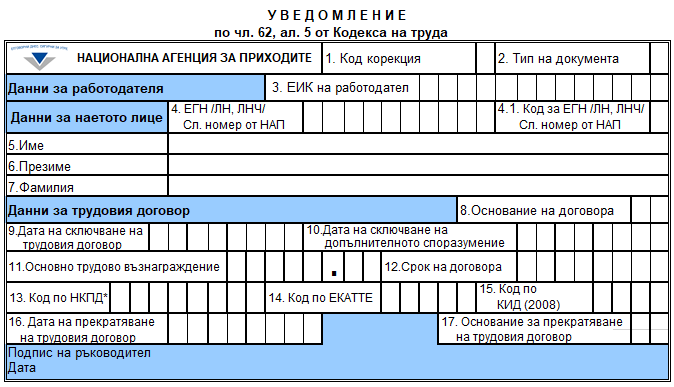 У В Е Д О М Л Е Н И Е
по чл. 62, ал. 5 от Кодекса на труда
НАЦИОНАЛНА АГЕНЦИЯ ЗА ПРИХОДИТЕ
1. Код корекция
2. Тип на документа
Данни за работодателя
3. ЕИК на работодател
Данни за наетото лице
4. ЕГН /ЛН, ЛНЧ/
Сл. номер от НАП
4.1. Код за ЕГН /ЛН, ЛНЧ/
Сл. номер от НАП
5.Име
6.Презиме
7.Фамилия
Данни за трудовия договор
8.Основание на договора
9.Дата на сключване на
трудовия договор
10.Дата на сключване на
допълнителното споразумение
11.Основно трудово възнаграждение
.
12.Срок на договора
13. Код по НКПД*
14. Код по ЕКАТТЕ
15. Код по
КИД (2008)
16. Дата на прекратяване
на трудовия договор
17. Основание за прекратяване
на трудовия договор
Подпис на ръководител
Дата